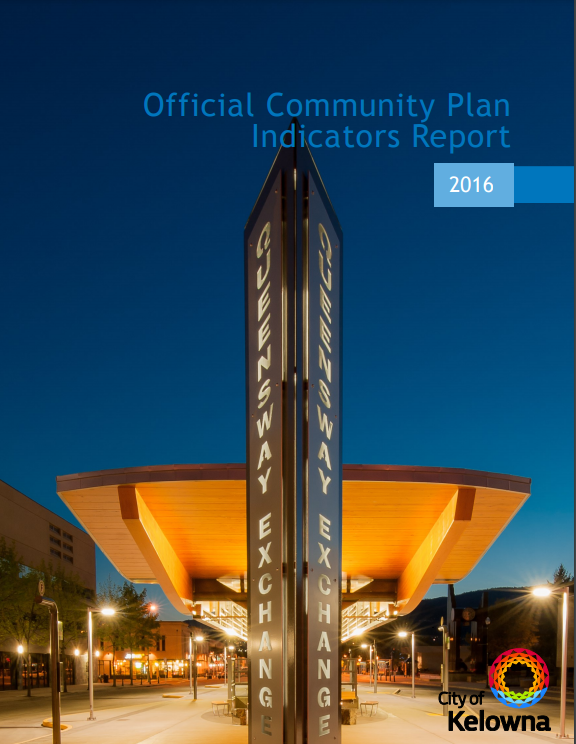 Official Community Plan
Indicators Report
2016
QUEENSWAY EXCHANGE
QUEENSWAY EXCHANGE
City of
Kelowna